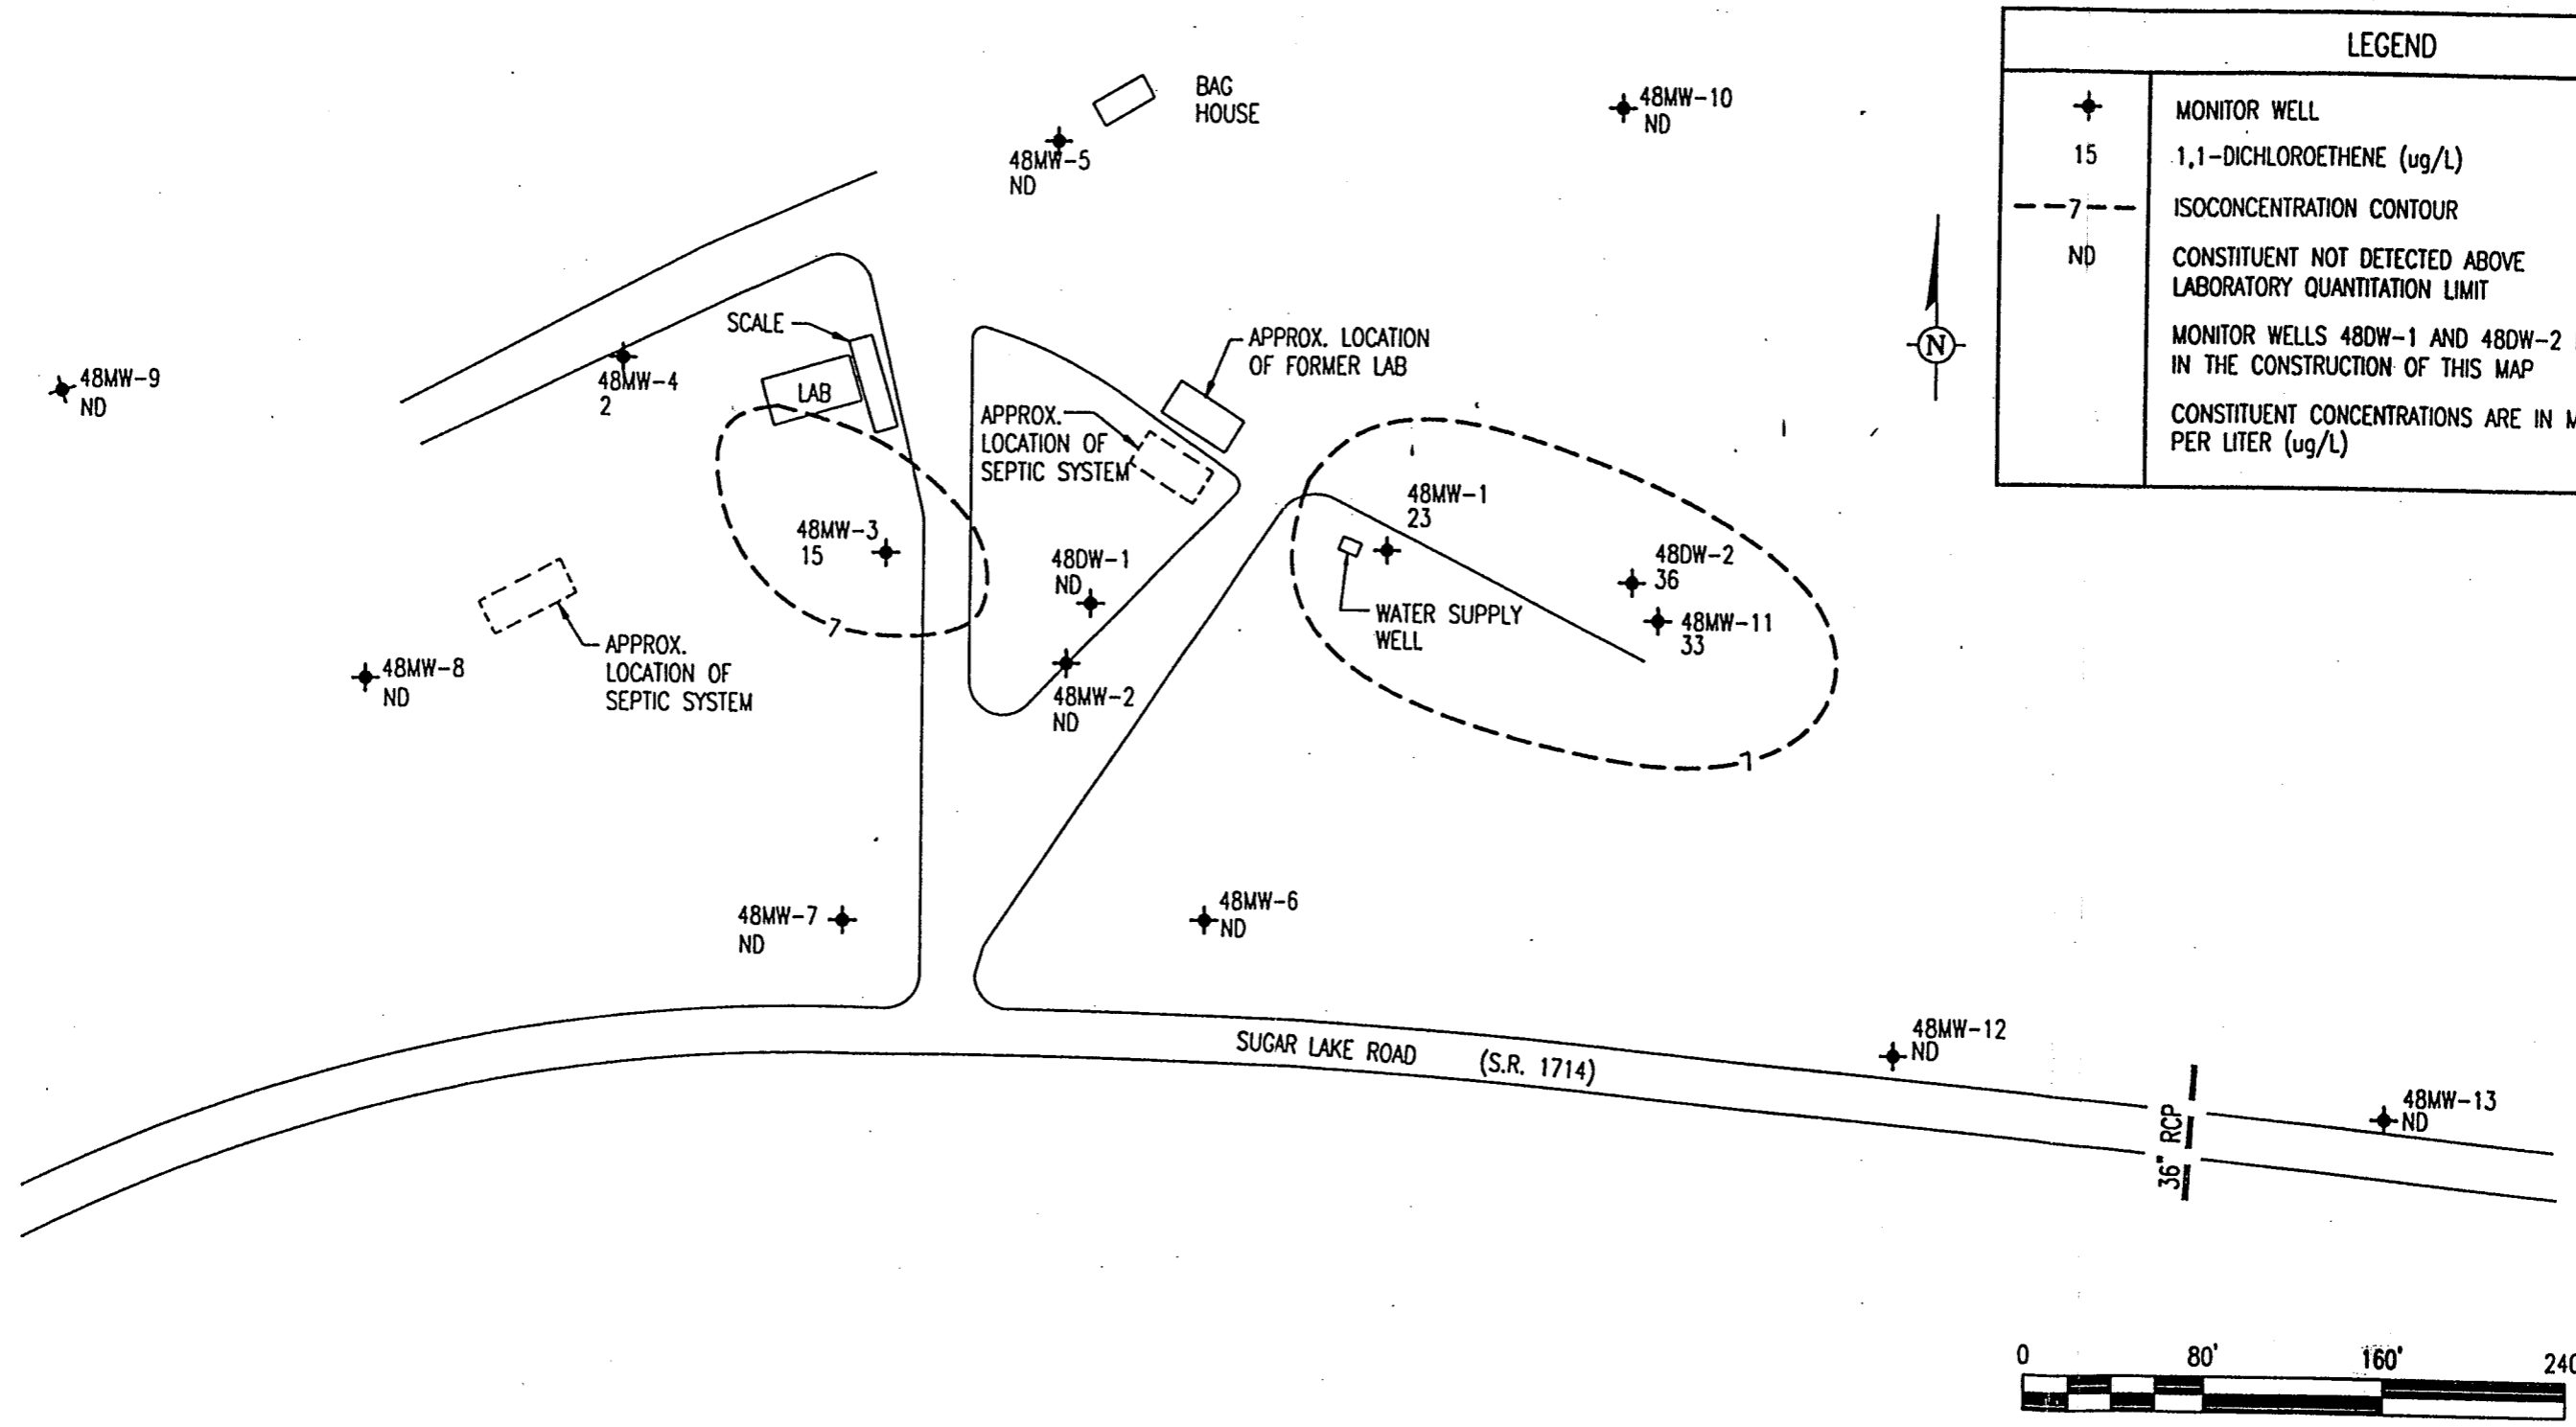 LEGEND
MONITOR WELL
15
1,1-DICHLOROETHENE (ug/L)
7
ISOCONCENTRATION CONTOUR
ND
CONSTITUENT NOT DETECTED ABOVE
LABORATORY QUANTITATION LIMIT
MONITOR WELLS 48DW-1 AND 48DW-2
IN THE CONSTRUCTION OF THIS MAP
CONSTITUENT CONCENTRATIONS ARE IN
PER LITER (ug/L)
BAG
HOUSE
48MW-10
ND
48MW-5
ND
SCALE
APPROX. LOCATION
OF FORMER LAB
N
48MW-9
ND
48MW-4
2
LAB
APPROX.
LOCATION OF
SEPTIC SYSTEM
48MW-1
23
48MW-3
15
48DW-1
ND
48DW-2
36
WATER SUPPLY
WELL
48MW-11
33
7
APPROX.
LOCATION OF
SEPTIC SYSTEM
48MW-8
ND
48MW-2
ND
7
48MW-7
ND
48MW-6
ND
SUGAR LAKE ROAD (S.R. 1714)
48MW-12
ND
36" RCP
48MW-13
ND
0 80' 160' 240